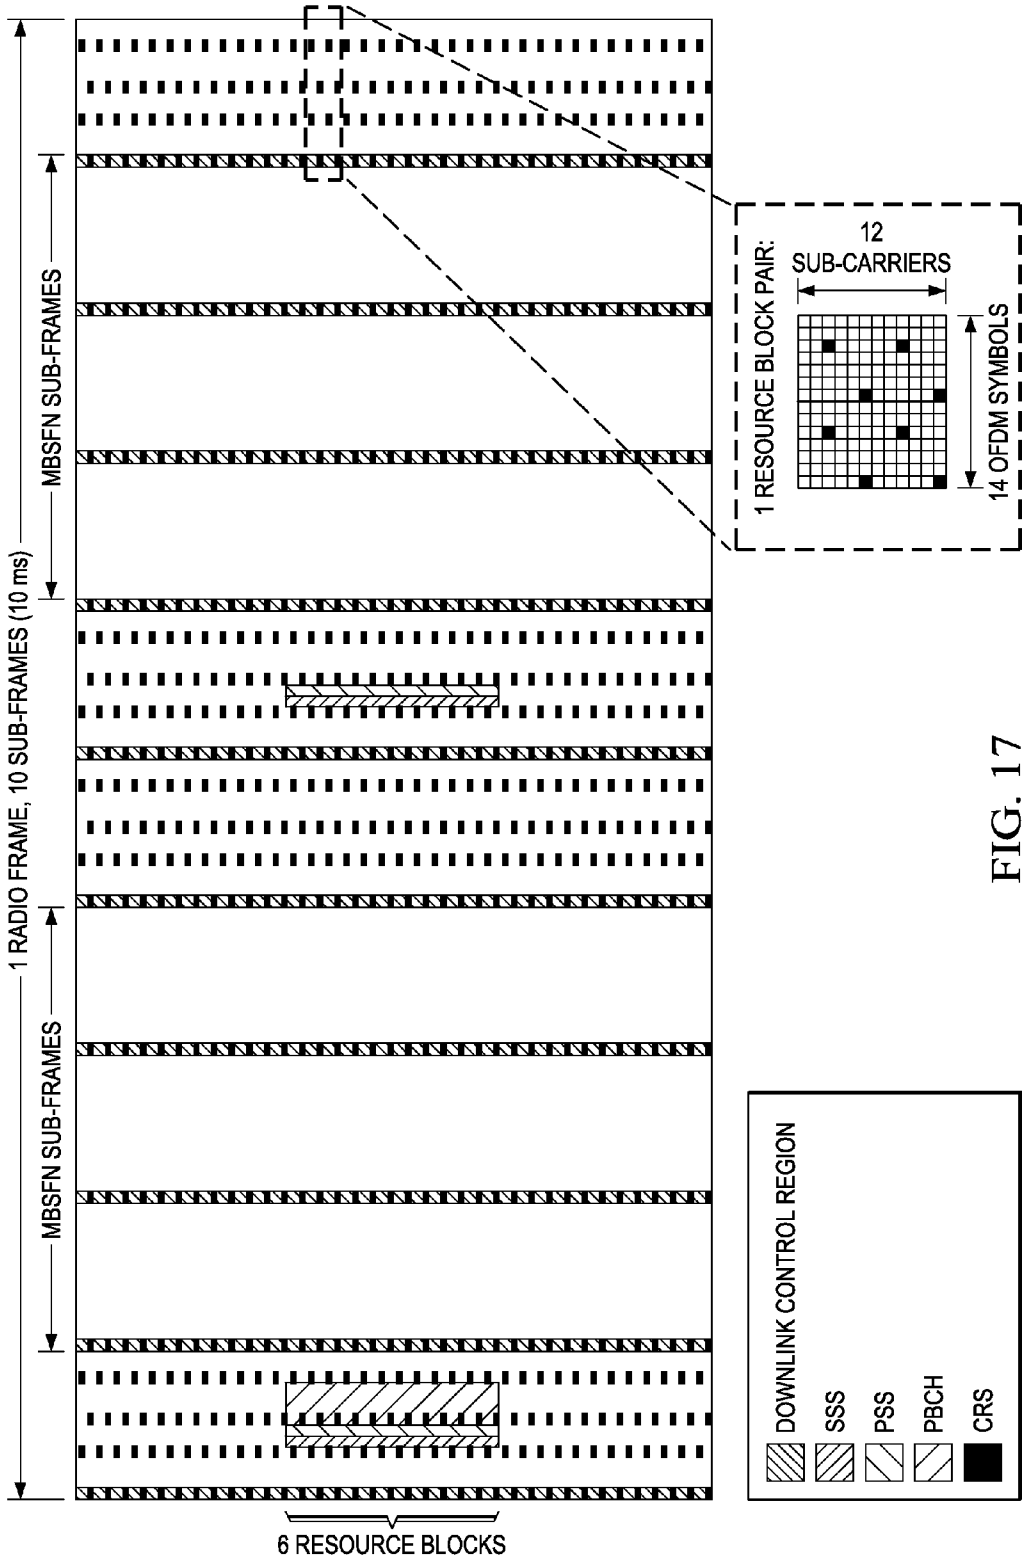 1 RADIO FRAME, 10 SUB-FRAMES (10 ms)
MBSFN SUB-FRAMES
MBSFN SUB-FRAMES
6 RESOURCE BLOCKS
1 RESOURCE BLOCK PAIR:
12
SUB-CARRIERS
14 OFDM SYMBOLS
DOWNLINK CONTROL REGION
SSS
PSS
PBCH
CRS
FIG. 17